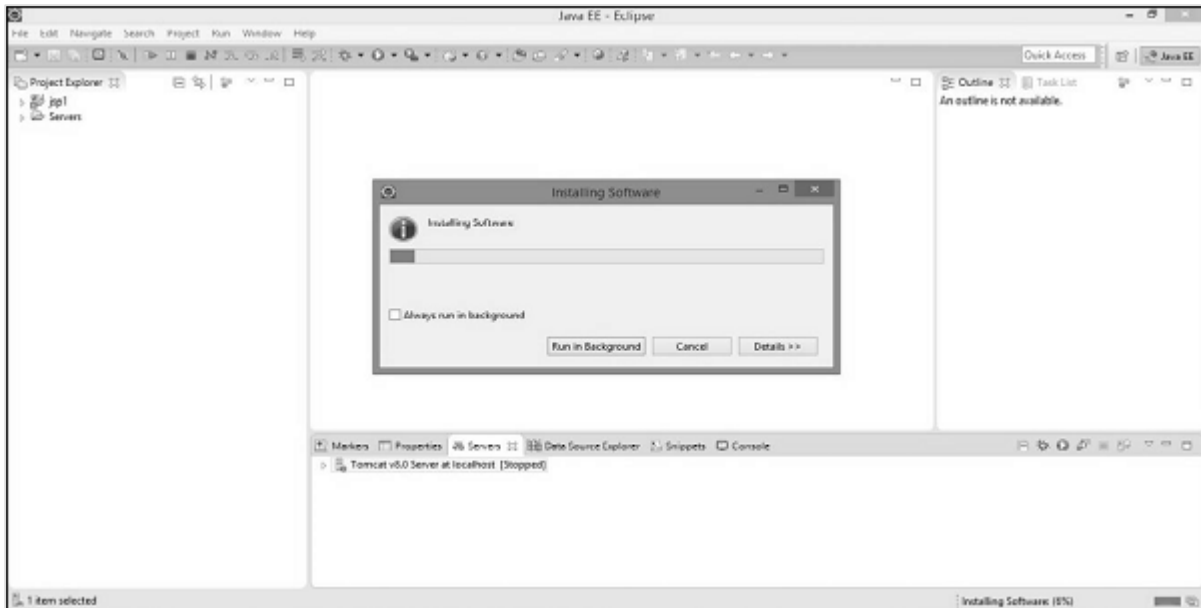 Java EE - Eclipse
File Edit Navigate Search Project Run Window Help
Quick Access
Java EE
Project Explorer
jsp1
Servers
Outline Task List
An outline is not available.
Installing Software
Installing Software
Always run in background
Run in Background Cancel Details >>
Markers Properties Servers Data Source Explorer Snippets Console
Tomcat v8.0 Server at localhost [Stopped]
1 item selected
Installing Software: (6%)